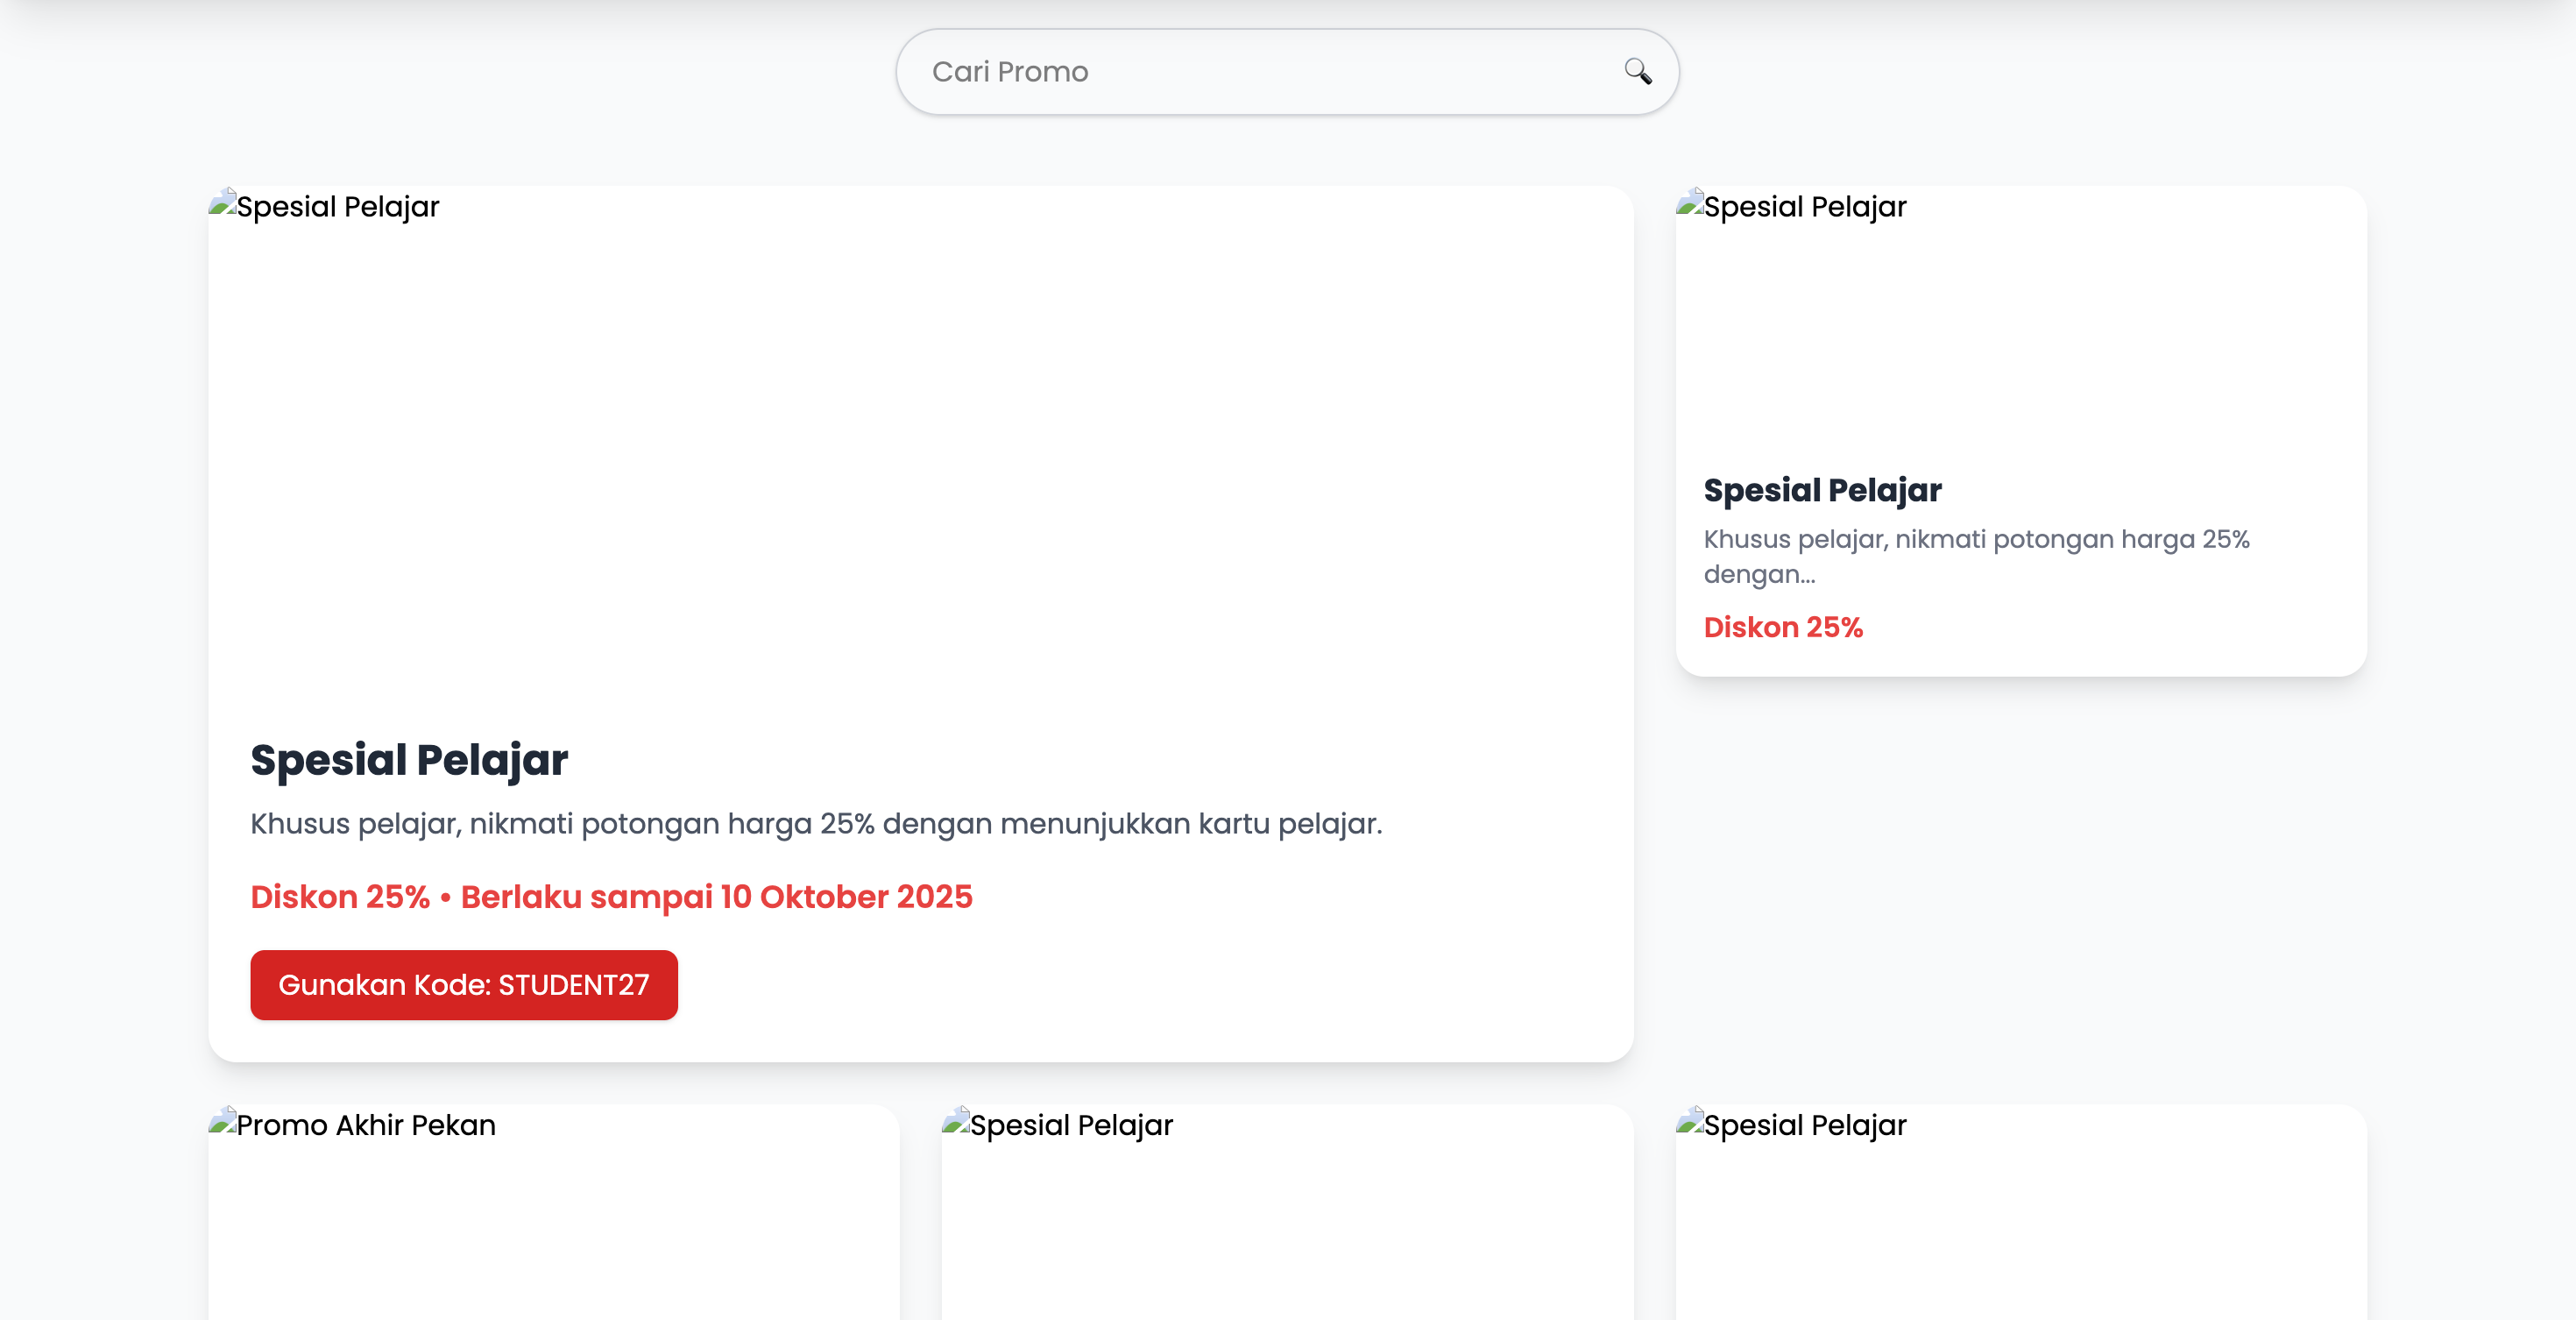 Cari Promo
Spesial Pelajar
Spesial Pelajar
Khusus pelajar, nikmati potongan harga 25% dengan menunjukkan kartu pelajar.
Diskon 25% • Berlaku sampai 10 Oktober 2025
Gunakan Kode: STUDENT27
Spesial Pelajar
Spesial Pelajar
Khusus pelajar, nikmati potongan harga 25%
dengan...
Diskon 25%
Promo Akhir Pekan
Spesial Pelajar
Spesial Pelajar